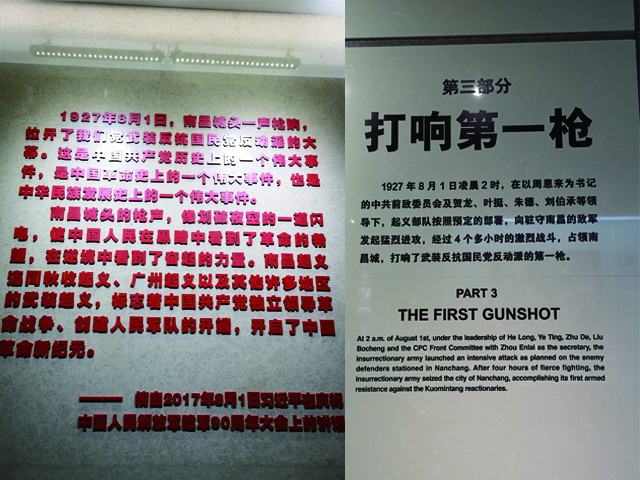 1927年8月1日，南昌城头一声枪响，
拉开了我们党武装反抗国民党反动派的大
幕。这是中国共产党历史上的一个伟大事
件，是中国革命史上的一个伟大事件，也是
中华民族发展史上的一个伟大事件。
南昌城头的枪声，像划破夜空的一道闪
电，使中国人民在黑暗中看到了革命的希
望，在逆境中看到了奋起的力量。南昌起义
连同秋收起义、广州起义以及其他许多地区
的武装起义，标志着中国共产党独立领导革
命战争、创建人民军队的开端，开启了中国
革命新纪元。
——摘自2017年8月1日习近平在庆祝
中国人民解放军建军90周年大会上的讲话
第三部分
打响第一枪
1927年8月1日凌晨2时，在以周恩来为书记
的中共前敌委员会及贺龙、叶挺、朱德、刘伯承等领
导下，起义部队按照预定的部署，向驻守南昌的敌军
发起猛烈进攻，经过4个多小时的激烈战斗，占领南
昌城，打响了武装反抗国民党反动派的第一枪。
PART 3
THE FIRST GUNSHOT
At 2 a.m. of August 1st, under the leadership of He Long, Ye Ting, Zhu De, Liu
Bocheng and the CPC Front Committee with Zhou Enlai as the secretary, the
insurrectionary army launched an intensive attack as planned on the enemy
defenders stationed in Nanchang. After four hours of fierce fighting, the
insurrectionary army seized the city of Nanchang, accomplishing its first armed
resistance against the Kuomintang reactionaries.